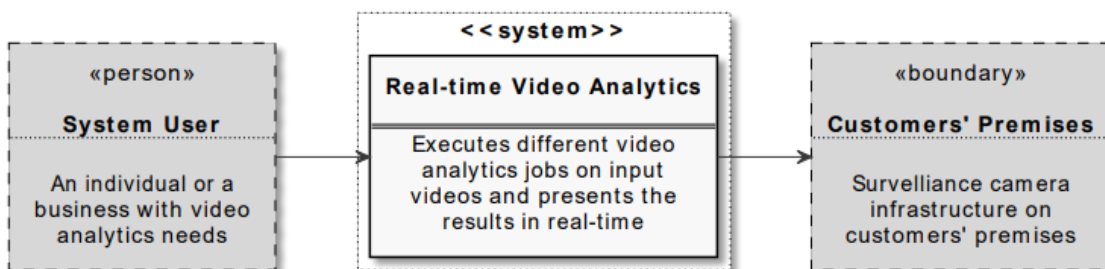 «person»
System User
An individual or a
business with video
analytics needs
<<system>>
Real-time Video Analytics
Executes different video
analytics jobs on input
videos and presents the
results in real-time
«boundary»
Customers' Premises
Survelliance camera
infrastructure on
customers' premises